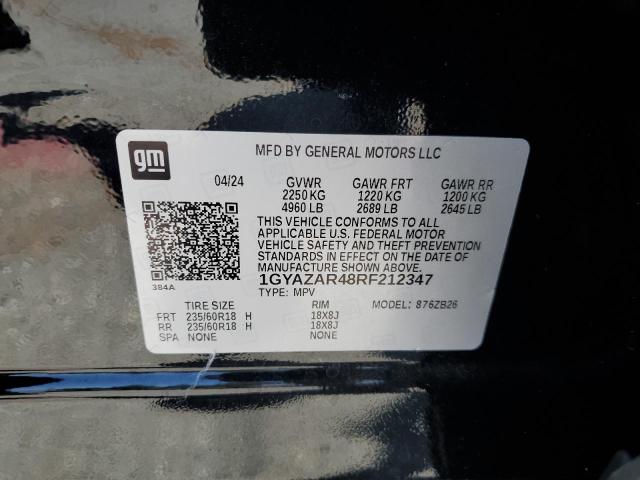 gm
MFD BY GENERAL MOTORS LLC
04/24 GVWR GAWR FRT GAWR RR
2250 KG 1220 KG 1200 KG
4960 LB 2689 LB 2645 LB
THIS VEHICLE CONFORMS TO ALL
APPLICABLE U.S. FEDERAL MOTOR
VEHICLE SAFETY AND THEFT PREVENTION
STANDARDS IN EFFECT ON THE DATE OF
MANUFACTURE SHOWN ABOVE.
384A
1GYAZAR48RF212347
TYPE: MPV MODEL: 876ZB26
TIRE SIZE RIM
FRT 235/60R18 H 18X8J
RR 235/60R18 H 18X8J
SPA NONE NONE